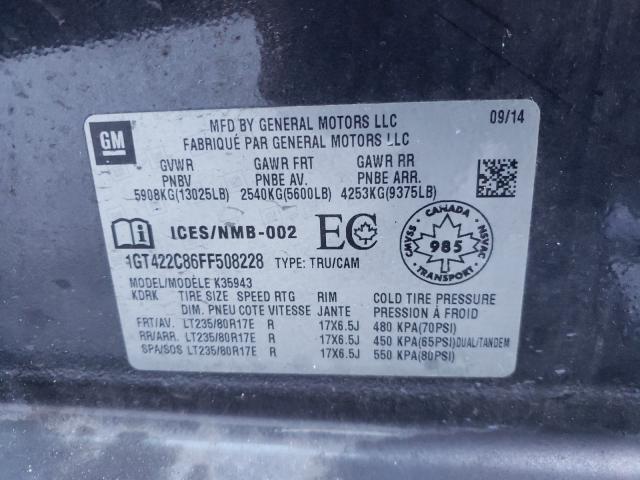 GM
MFD BY GENERAL MOTORS LLC 09/14
FABRIQUÉ PAR GENERAL MOTORS LLC
GVWR GAWR FRT GAWR RR
PNBV PNBE AV. PNBE ARR.
5908KG(13025LB) 2540KG(5600LB) 4253KG(9375LB)
i ICES/NMB-002 EC
CANADA
CMVSS NSVAC
985
TRANSPORT
1GT422C86FF508228 TYPE: TRU/CAM
MODEL/MODÈLE K35943
KDRK TIRE SIZE SPEED RTG RIM COLD TIRE PRESSURE
DIM. PNEU COTE VITESSE JANTE PRESSION À FROID
FRT/AV. LT235/80R17E R 17X6.5J 480 KPA(70PSI)
RR/ARR. LT235/80R17E R 17X6.5J 450 KPA(65PSI) DUAL/TANDEM
SPA/SOS LT235/80R17E R 17X6.5J 550 KPA(80PSI)